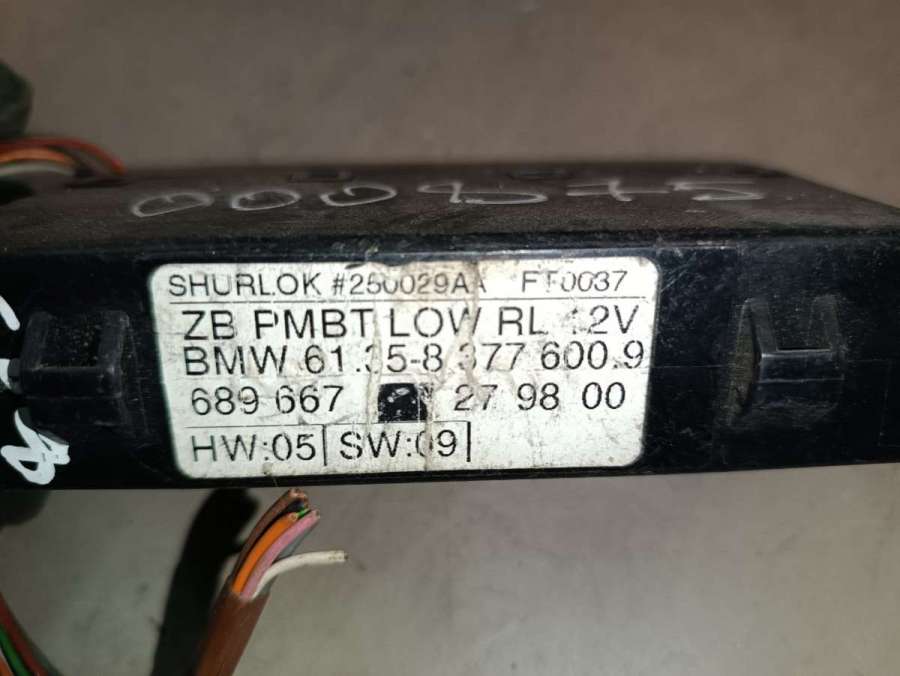 000875
SHURLOK #250029AA FT0037
ZB PMBT LOW RL 12V
BMW 61.35-8 377 600.9
689 667 27 98 00
HW:05 SW:09